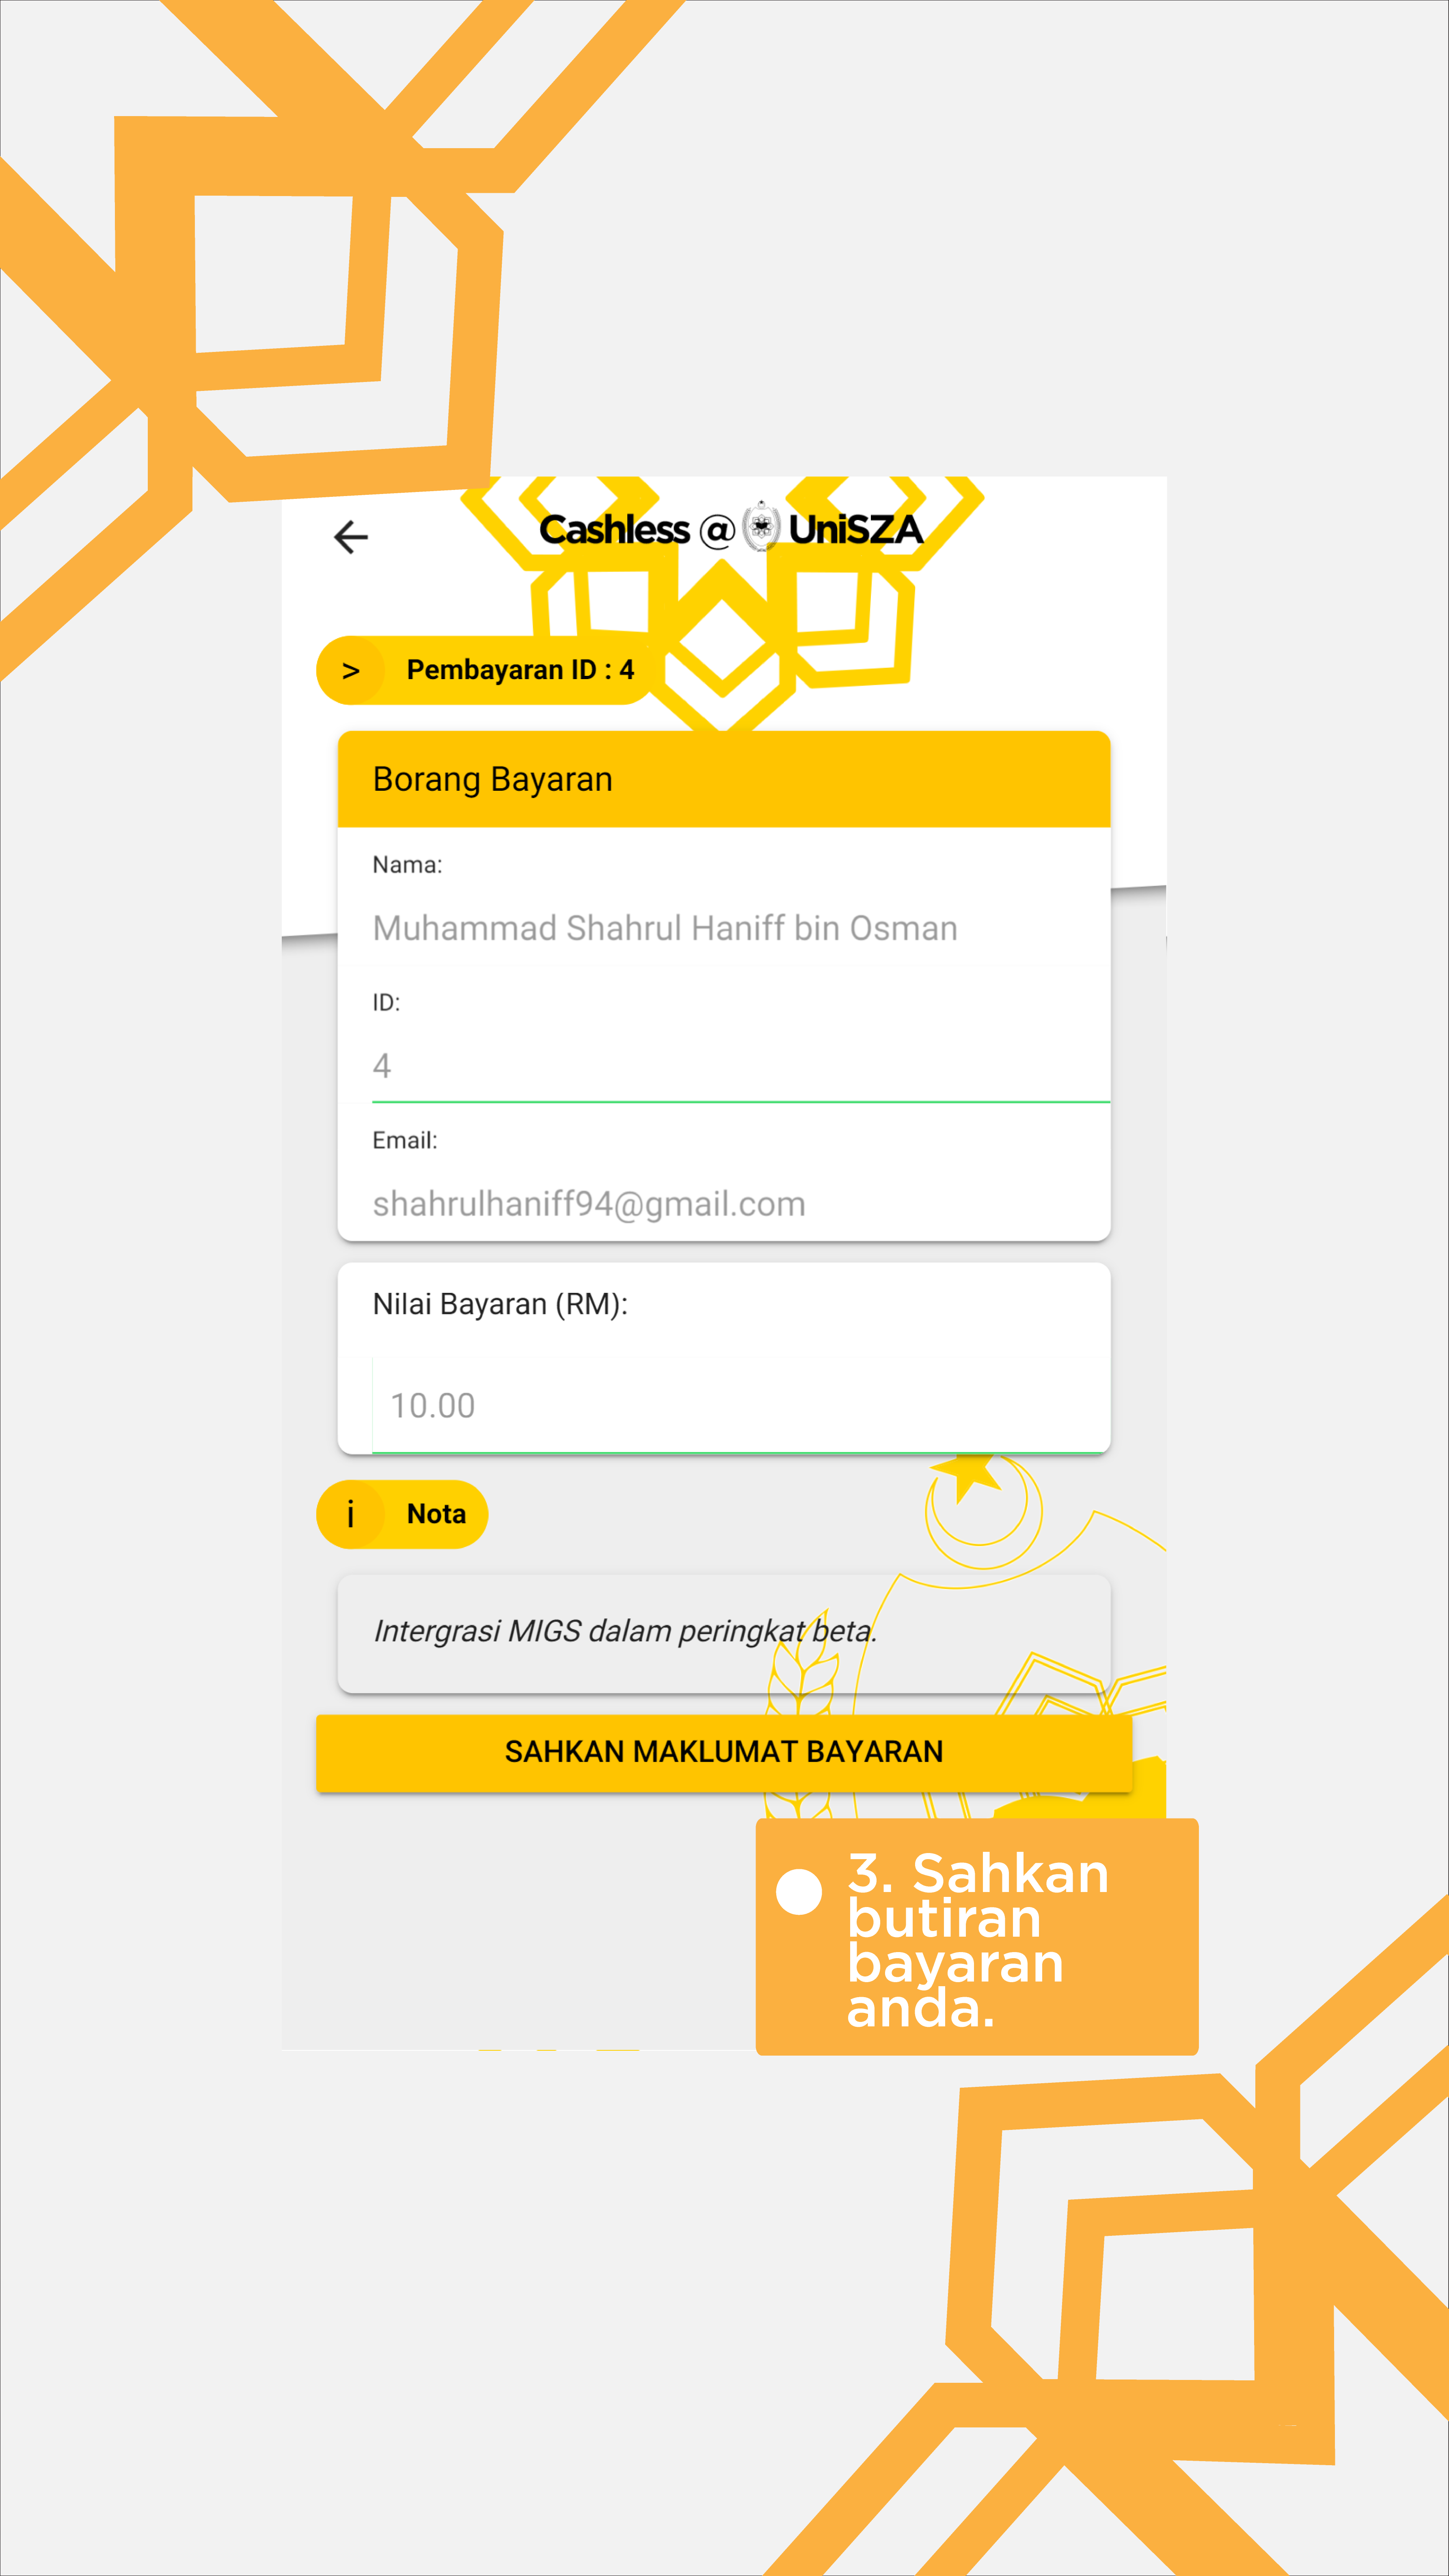 Cashless @ UniSZA
> Pembayaran ID : 4
Borang Bayaran
Nama:
Muhammad Shahrul Haniff bin Osman
ID:
4
Email:
shahrulhaniff94@gmail.com
Nilai Bayaran (RM):
10.00
i Nota
Intergrasi MIGS dalam peringkat beta.
SAHKAN MAKLUMAT BAYARAN
3. Sahkan
butiran
bayaran
anda.